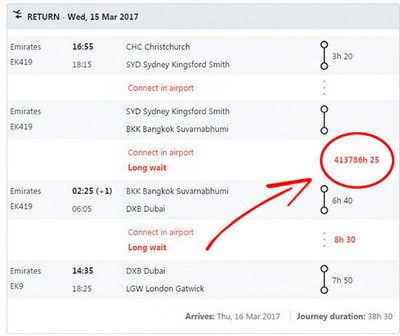 RETURN - Wed, 15 Mar 2017
Emirates 16:55 CHC Christchurch
EK419 18:15 SYD Sydney Kingsford Smith 3h 20
Connect in airport
Emirates SYD Sydney Kingsford Smith
EK419 BKK Bangkok Suvarnabhumi
Connect in airport
Long wait 413786h 25
Emirates 02:25 (+1) BKK Bangkok Suvarnabhumi
EK419 06:05 DXB Dubai 6h 40
Connect in airport
Long wait 8h 30
Emirates 14:35 DXB Dubai
EK9 18:25 LGW London Gatwick 7h 50
Arrives: Thu, 16 Mar 2017 Journey duration: 38h 30